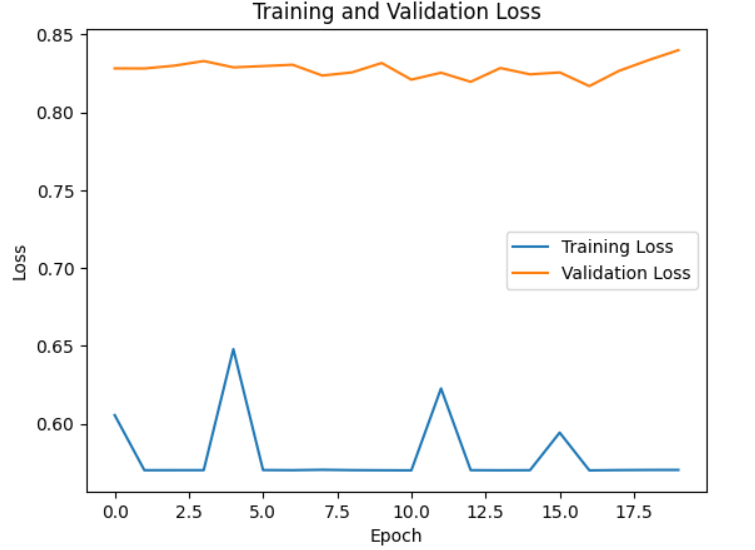 Training and Validation Loss
0.85
0.80
0.75
0.70
0.65
0.60
Loss
Training Loss
Validation Loss
0.0 2.5 5.0 7.5 10.0 12.5 15.0 17.5
Epoch